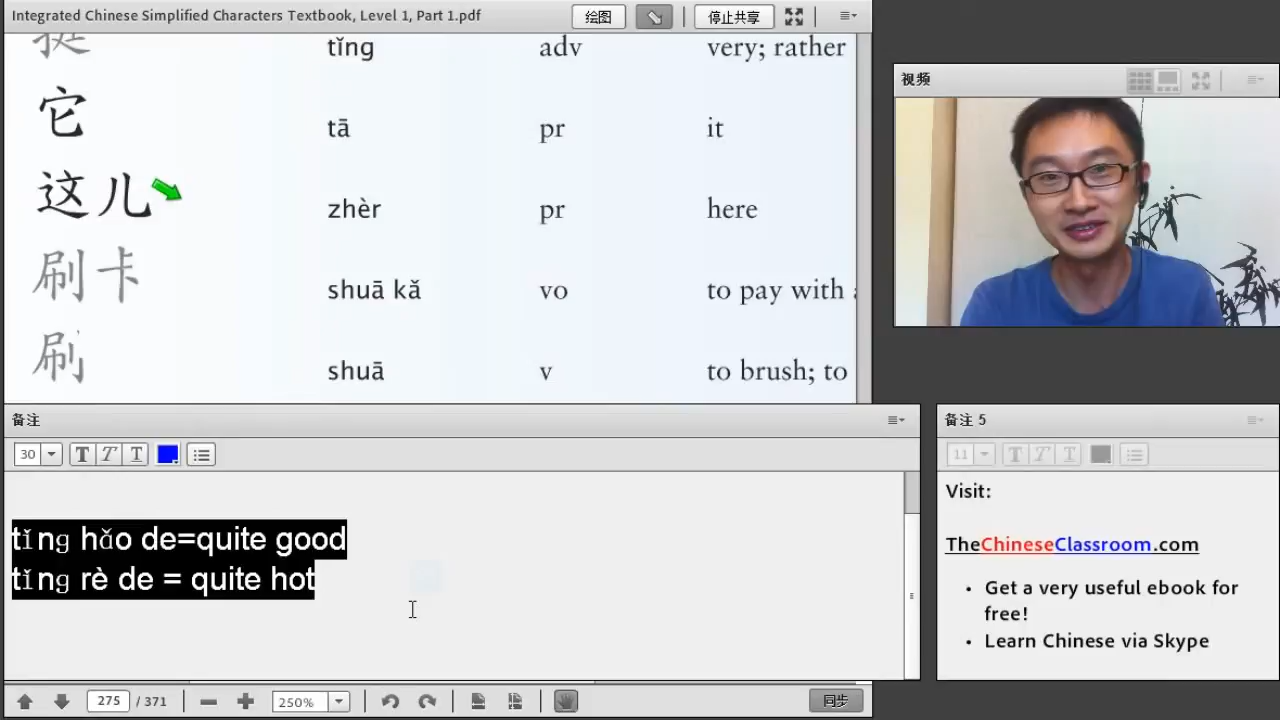 Integrated Chinese Simplified Characters Textbook, Level 1, Part 1.pdf
绘图
停止共享
挺 tǐng adv very; rather
它 tā pr it
这儿 zhèr pr here
刷卡 shuā kǎ vo to pay with
刷 shuā v to brush; to
视频
备注
30
tǐng hǎo de=quite good
tǐng rè de = quite hot
275 / 371
250%
同步
备注 5
11
Visit:
TheChineseClassroom.com
• Get a very useful ebook for
free!
• Learn Chinese via Skype